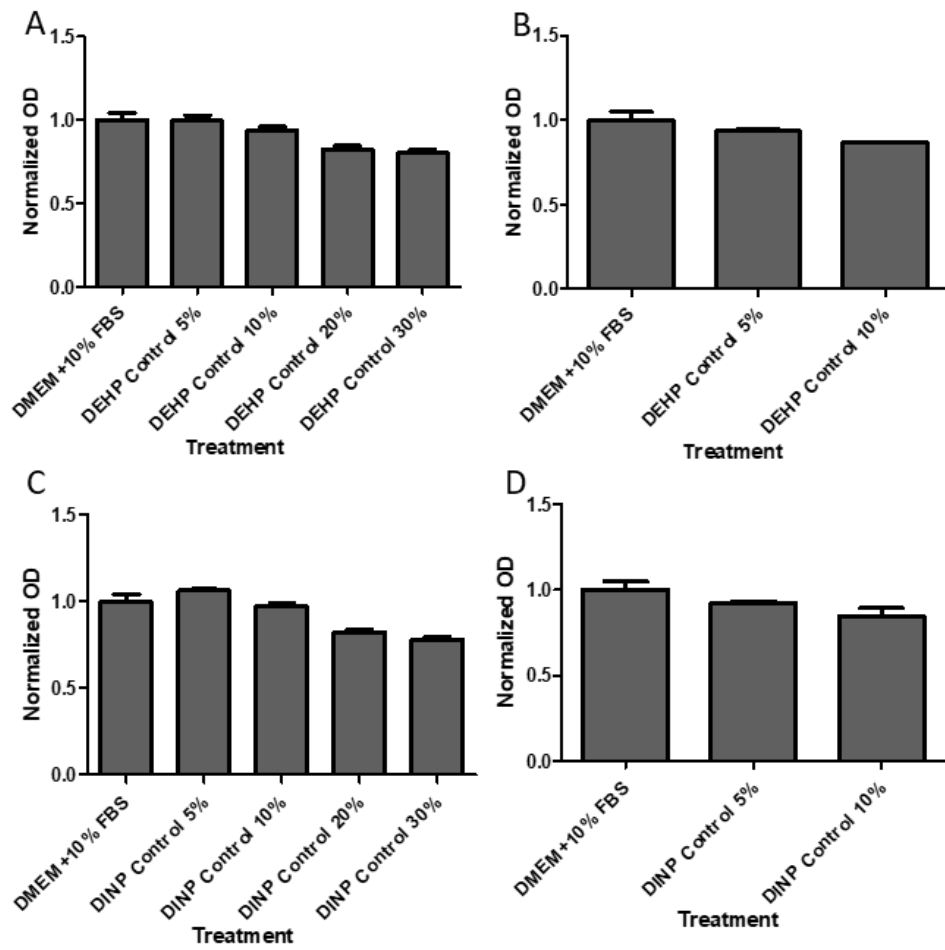 A
Normalized OD
1.5
1.0
0.5
0.0
DMEM +10% FBS
DEHP Control 5%
DEHP Control 10%
DEHP Control 20%
DEHP Control 30%
Treatment
B
Normalized OD
1.5
1.0
0.5
0.0
DMEM +10% FBS
DEHP Control 5%
DEHP Control 10%
Treatment
C
Normalized OD
1.5
1.0
0.5
0.0
DMEM +10% FBS
DINP Control 5%
DINP Control 10%
DINP Control 20%
DINP Control 30%
Treatment
D
Normalized OD
1.5
1.0
0.5
0.0
DMEM +10% FBS
DINP Control 5%
DINP Control 10%
Treatment